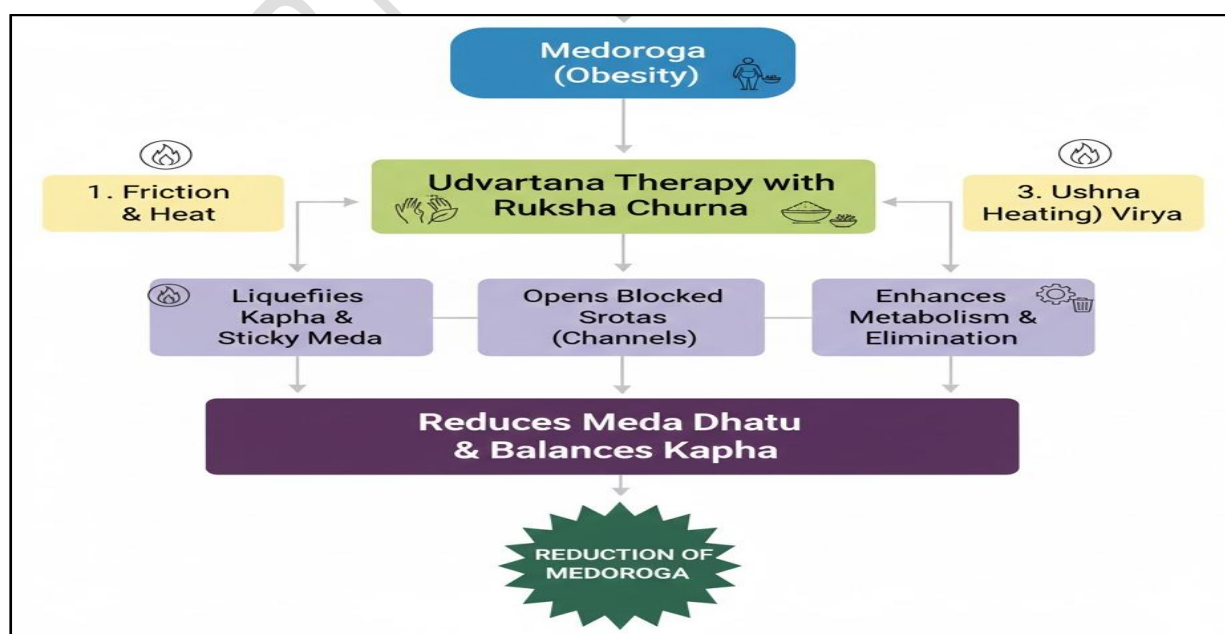 Medoroga
(Obesity)
1. Friction
& Heat
Udvartana Therapy with
Ruksha Churna
3. Ushna
Heating) Virya
Liquefiies
Kapha &
Sticky Meda
Opens Blocked
Srotas
(Channels)
Enhances
Metabolism &
Elimination
Reduces Meda Dhatu
& Balances Kapha
REDUCTION OF
MEDOROGA